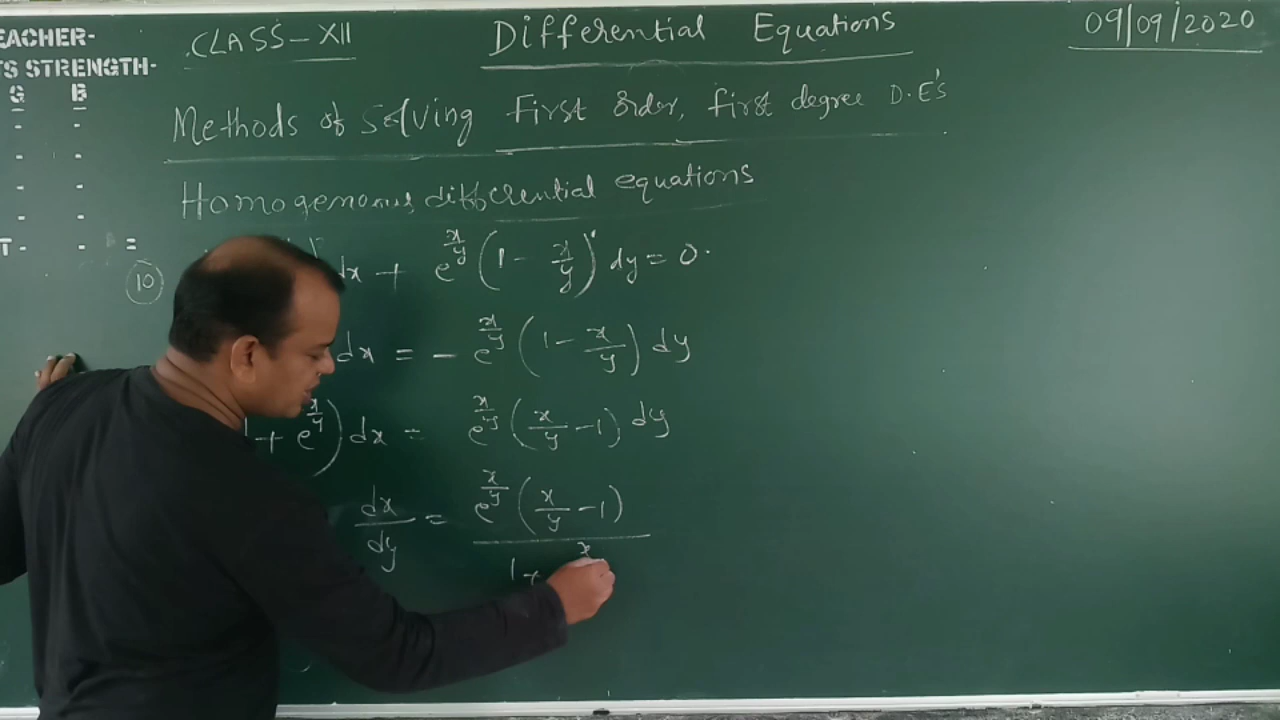 EACHER-
TS STRENGTH-
G B
- -
- -
- -
- -
T- - =
CLASS-XII
Differential Equations
09/09/2020
Methods of Solving First Order, first degree D.E's
Homogenous differential equations
(10) dx + e^(x/y) (1 - x/y) dy = 0.
dx = - e^(x/y) (1 - x/y) dy
1 + e^(x/y)) dx = e^(x/y) (x/y - 1) dy
dx/dy = e^(x/y) (x/y - 1) / 1 + x